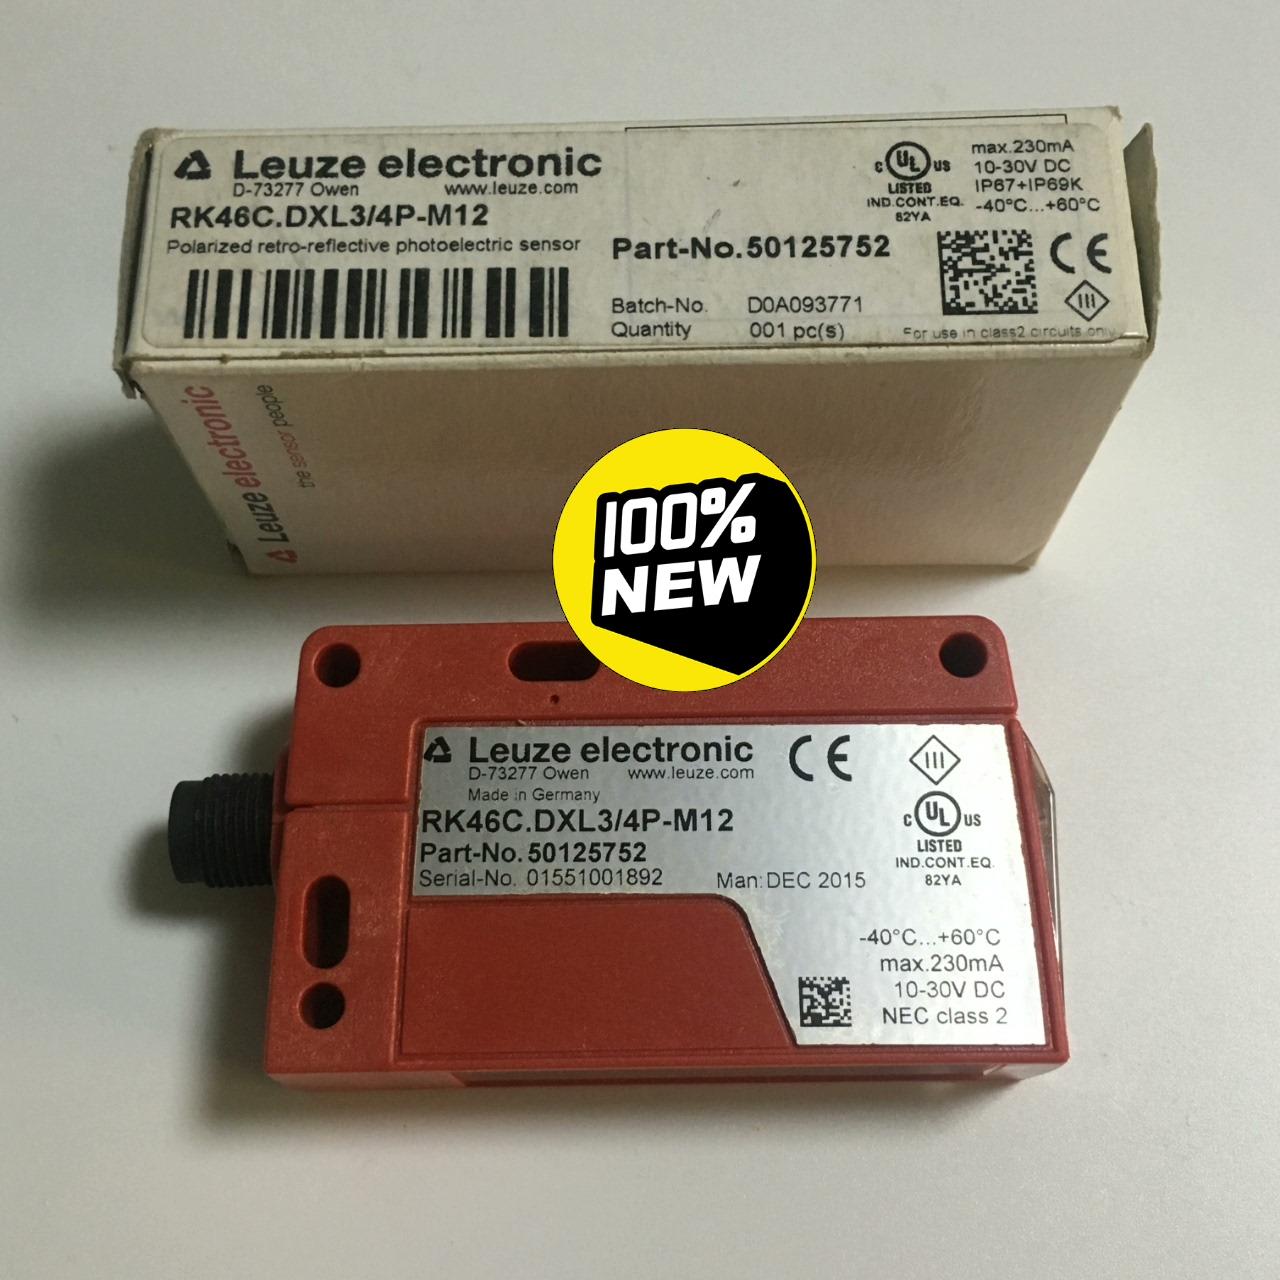 Leuze electronic
D-73277 Owen www.leuze.com
RK46C.DXL3/4P-M12
Polarized retro-reflective photoelectric sensor
Part-No. 50125752
Batch-No. D0A093771
Quantity 001 pc(s)
C UL US
LISTED
IND.CONT.EQ.
82YA
max.230mA
10-30V DC
IP67+IP69K
-40°C...+60°C
CE
For use in class2 circuits only
Leuze electronic
the sensor people
100%
NEW
Leuze electronic
D-73277 Owen www.leuze.com
Made in Germany
RK46C.DXL3/4P-M12
Part-No. 50125752
Serial-No. 01551001892 Man: DEC 2015
CE
C UL US
LISTED
IND.CONT.EQ.
82YA
-40°C...+60°C
max.230mA
10-30V DC
NEC class 2